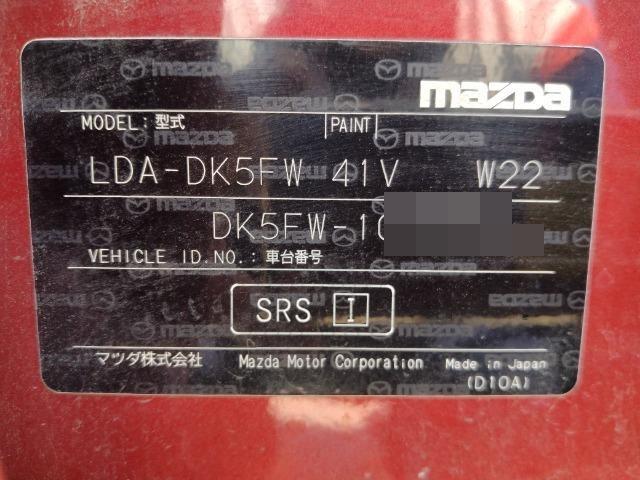 mazda
MODEL: 型式 PAINT
LDA-DK5FW 41V W22
DK5FW-10
VEHICLE ID.NO.: 車台番号
SRS I
マツダ株式会社 Mazda Motor Corporation Made in Japan
(D10A)